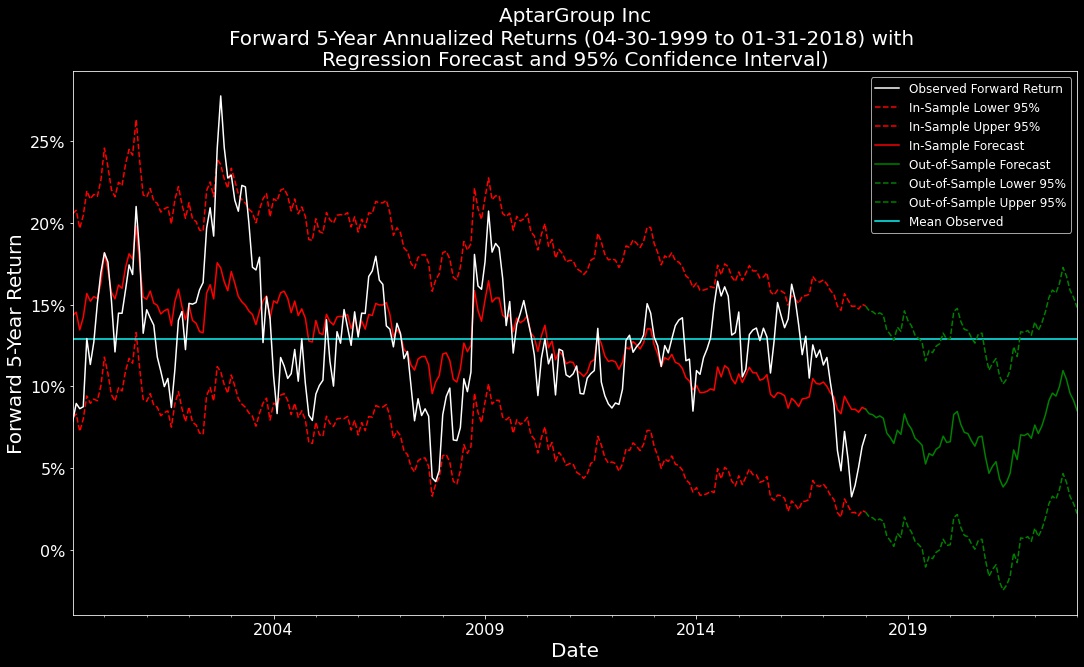 AptarGroup Inc
Forward 5-Year Annualized Returns (04-30-1999 to 01-31-2018) with
Regression Forecast and 95% Confidence Interval)
Observed Forward Return
In-Sample Lower 95%
In-Sample Upper 95%
In-Sample Forecast
Out-of-Sample Forecast
Out-of-Sample Lower 95%
Out-of-Sample Upper 95%
Mean Observed
Forward 5-Year Return
25%
20%
15%
10%
5%
0%
2004
2009
2014
2019
Date